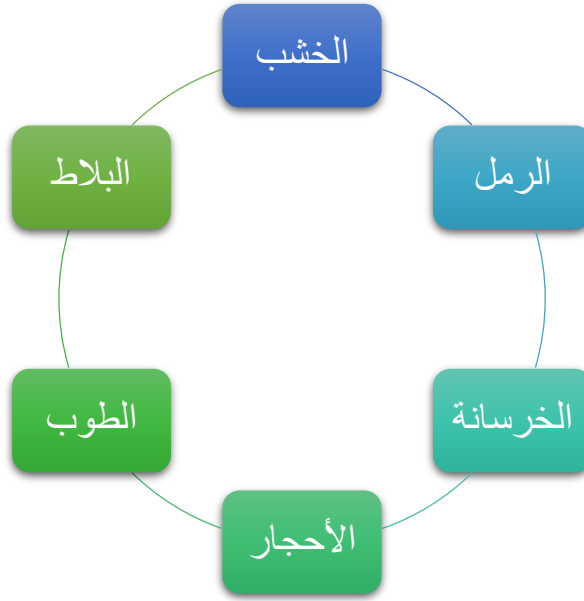 الخشب
الرمل
الخرسانة
الأحجار
الطوب
البلاط